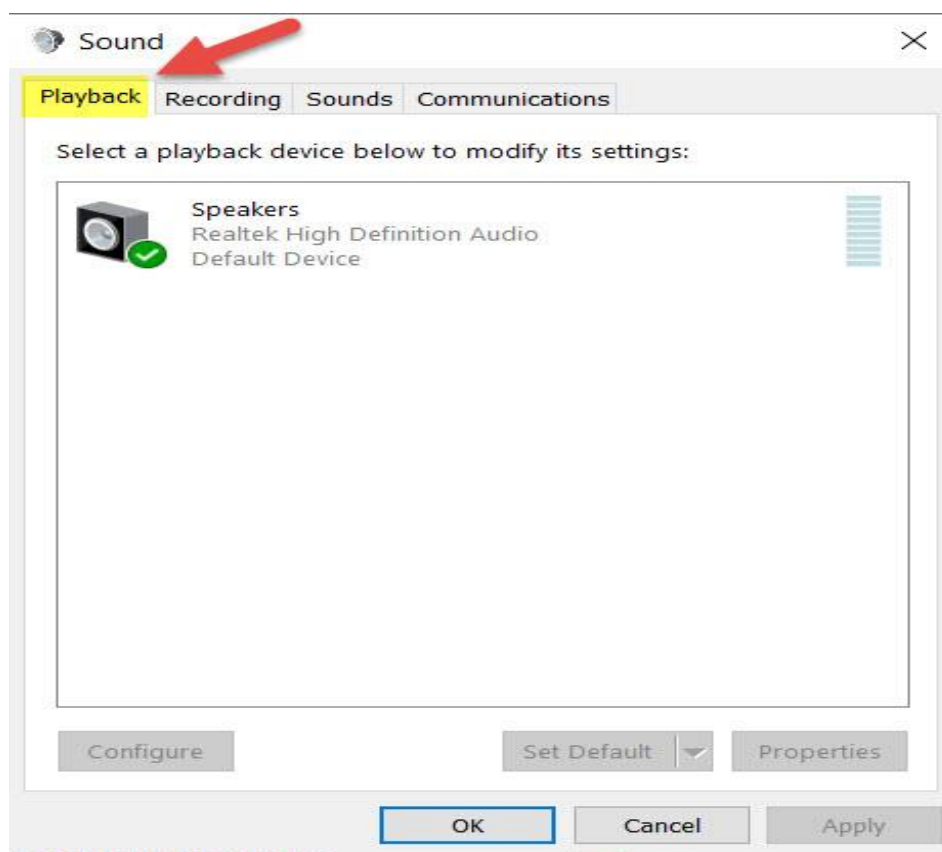 Sound
Playback Recording Sounds Communications
Select a playback device below to modify its settings:
Speakers
Realtek High Definition Audio
Default Device
Configure Set Default Properties
OK Cancel Apply